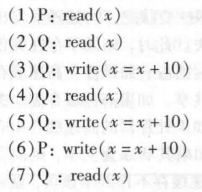 (1)P: read(x)
(2)Q: read(x)
(3)Q: write(x=x+10)
(4)Q: read(x)
(5)Q: write(x=x+10)
(6)P: write(x=x+10)
(7)Q : read(x)